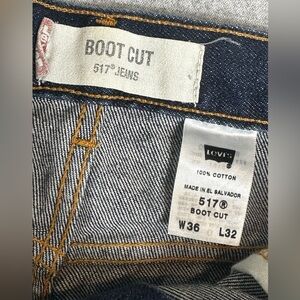 BOOT CUT
517® JEANS
Levi's
100% COTTON
MADE IN EL SALVADOR
517®
BOOT CUT
W36 L32